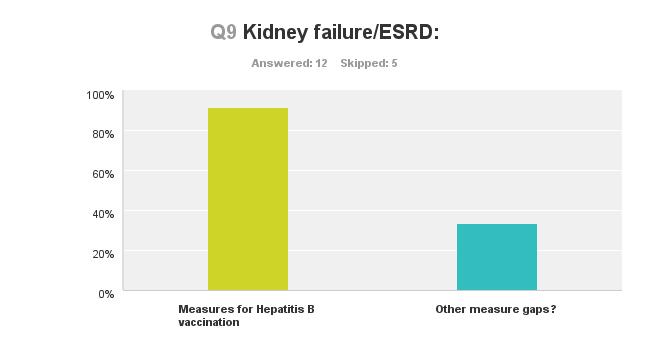 Q9 Kidney failure/ESRD:
Answered: 12 Skipped: 5
100%
80%
60%
40%
20%
0%
Measures for Hepatitis B
vaccination
Other measure gaps?